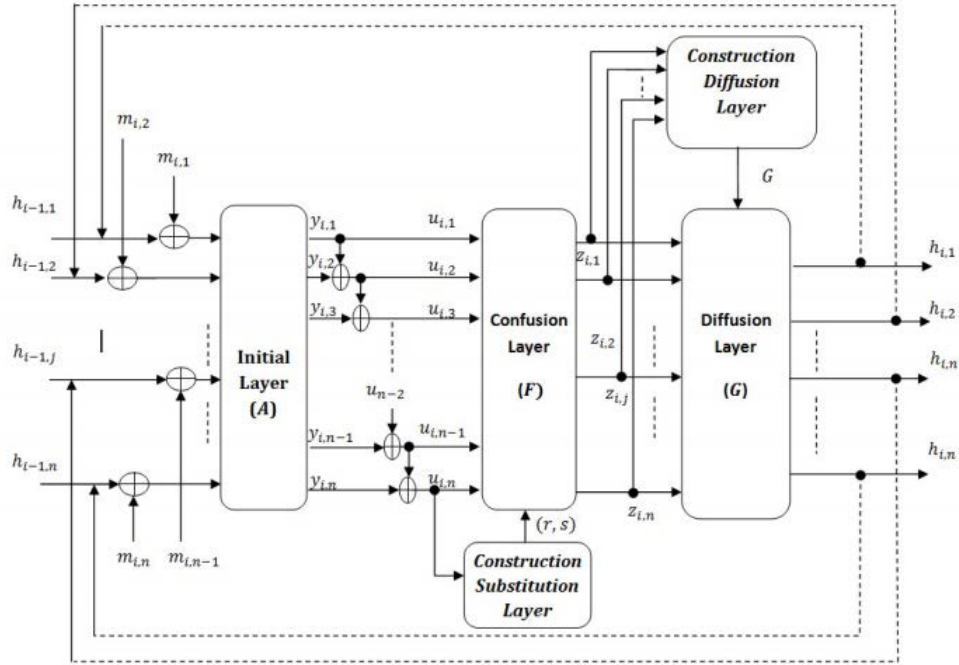 Construction
Diffusion
Layer
m_{i,2}
m_{i,1}
G
h_{i-1,1}
h_{i-1,2}
h_{i-1,j}
h_{i-1,n}
Initial
Layer
(A)
y_{i,1}
y_{i,2}
y_{i,3}
y_{i,n-1}
y_{i,n}
u_{i,1}
u_{i,2}
u_{i,3}
u_{n-2}
u_{i,n-1}
u_{i,n}
Confusion
Layer
(F)
z_{i,1}
z_{i,2}
z_{i,j}
z_{i,n}
Diffusion
Layer
(G)
h_{i,1}
h_{i,2}
h_{i,n}
h_{i,n}
m_{i,n}
m_{i,n-1}
(r, s)
Construction
Substitution
Layer